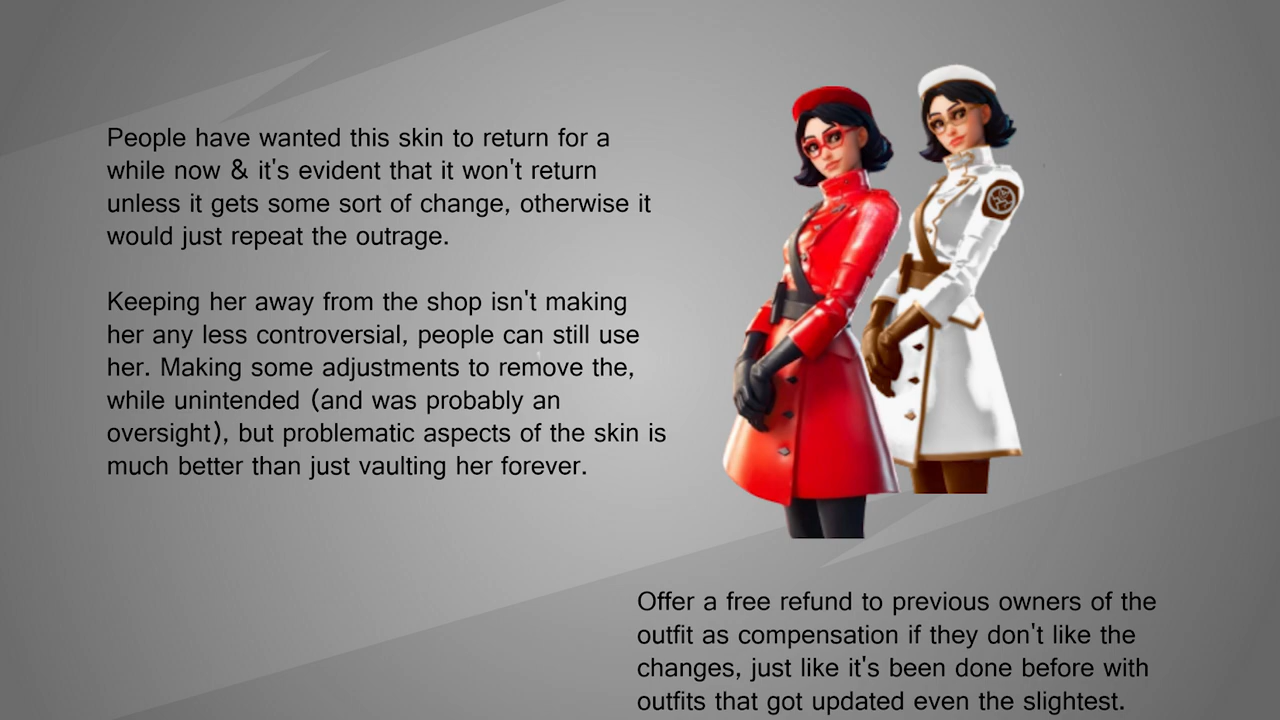 People have wanted this skin to return for a
while now & it's evident that it won't return
unless it gets some sort of change, otherwise it
would just repeat the outrage.
Keeping her away from the shop isn't making
her any less controversial, people can still use
her. Making some adjustments to remove the,
while unintended (and was probably an
oversight), but problematic aspects of the skin is
much better than just vaulting her forever.
Offer a free refund to previous owners of the
outfit as compensation if they don't like the
changes, just like it's been done before with
outfits that got updated even the slightest.